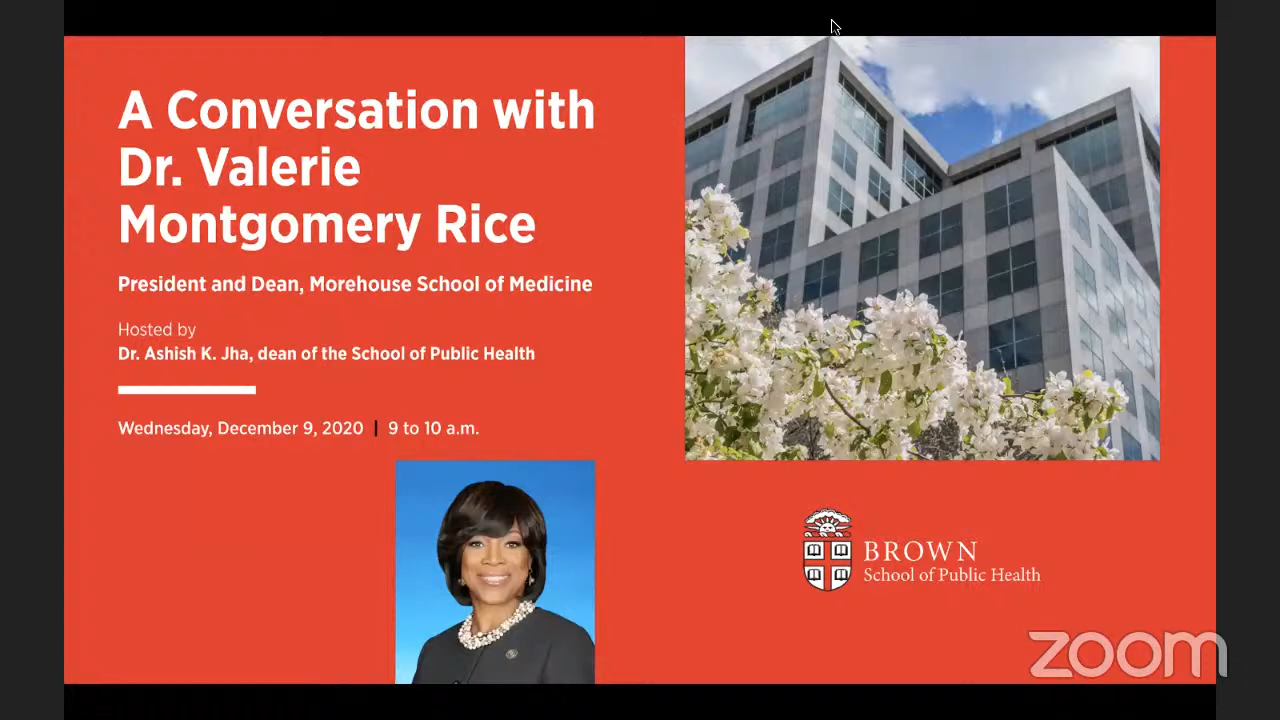 A Conversation with
Dr. Valerie
Montgomery Rice
President and Dean, Morehouse School of Medicine
Hosted by
Dr. Ashish K. Jha, dean of the School of Public Health
Wednesday, December 9, 2020 | 9 to 10 a.m.
BROWN
School of Public Health
zoom